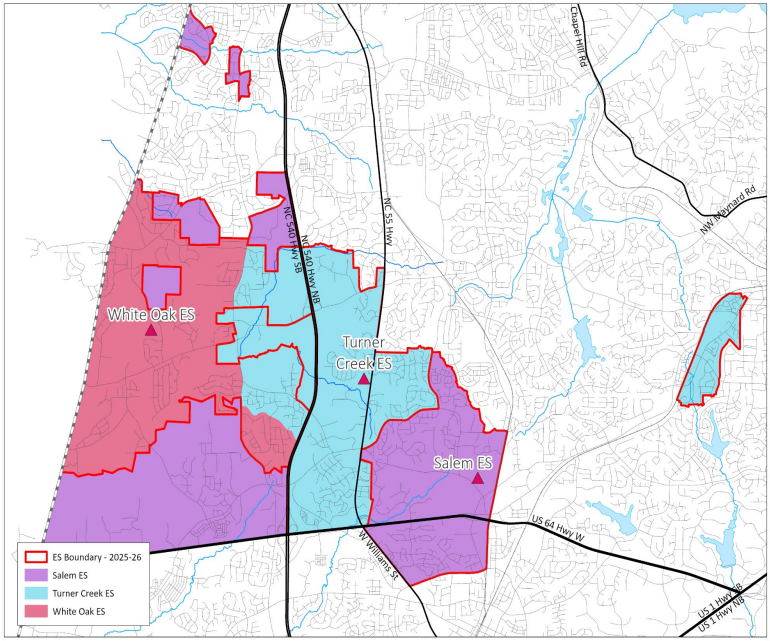 Chapel Hill Rd
NW Maynard Rd
NC 55 Hwy
NC 540 Hwy SB
NC 540 Hwy NB
White Oak ES
Turner
Creek ES
Salem ES
US 64 Hwy W
W Williams St
US 1 Hwy SB
US 1 Hwy NB
ES Boundary - 2025-26
Salem ES
Turner Creek ES
White Oak ES